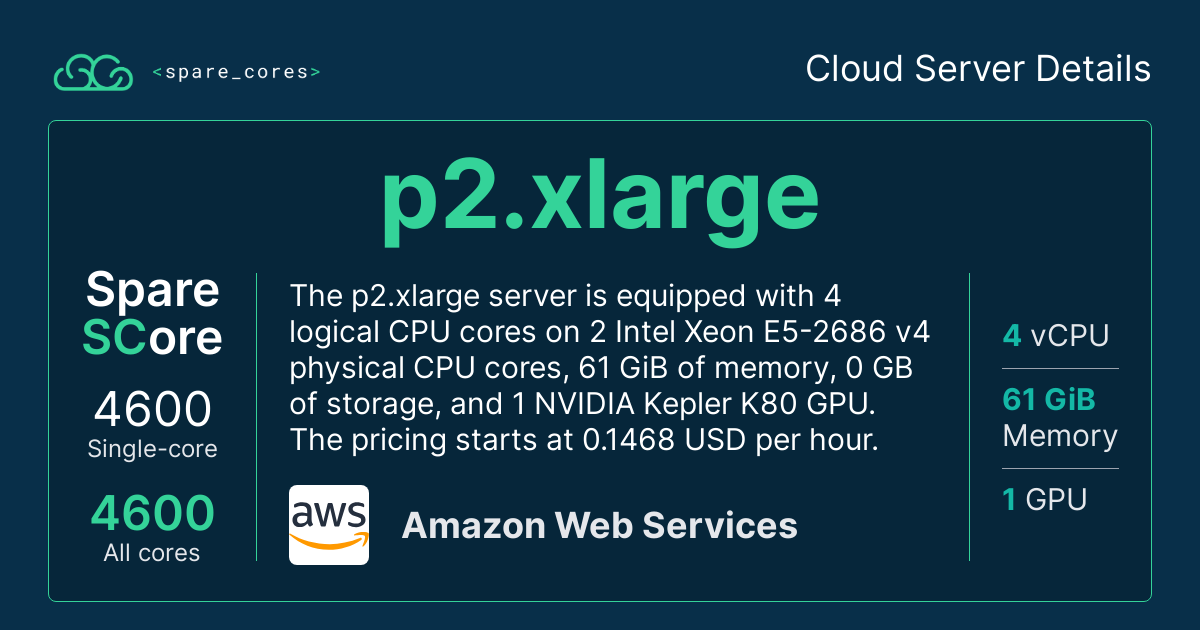 <spare_cores>
Cloud Server Details
p2.xlarge
Spare
SCore
4600
Single-core
4600
All cores
The p2.xlarge server is equipped with 4
logical CPU cores on 2 Intel Xeon E5-2686 v4
physical CPU cores, 61 GiB of memory, 0 GB
of storage, and 1 NVIDIA Kepler K80 GPU.
The pricing starts at 0.1468 USD per hour.
aws
Amazon Web Services
4 vCPU
61 GiB
Memory
1 GPU